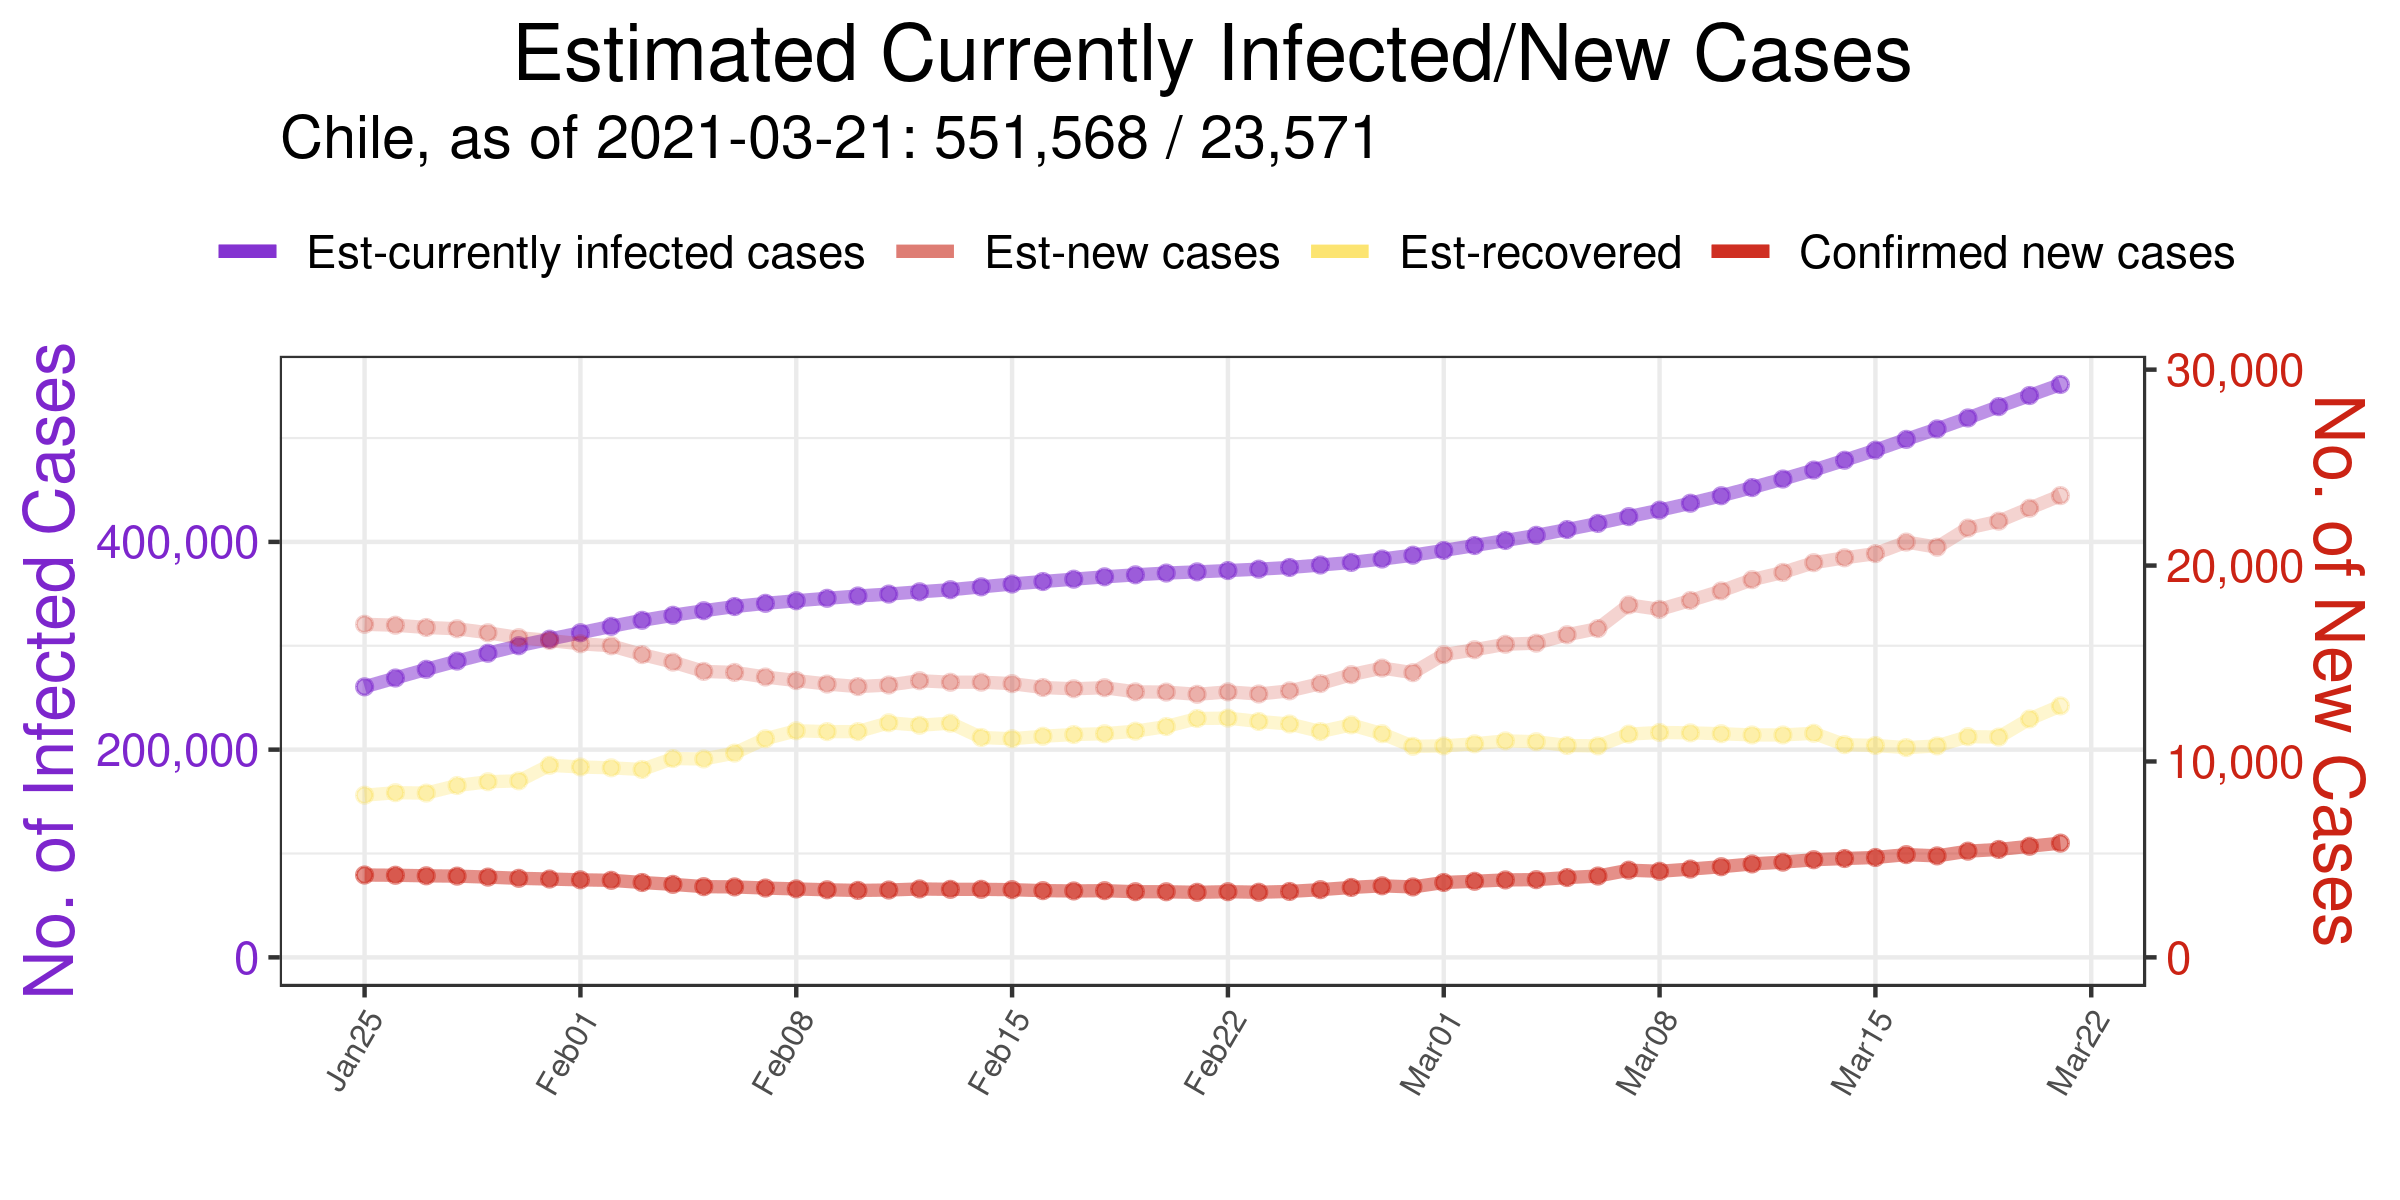 Estimated Currently Infected/New Cases
Chile, as of 2021-03-21: 551,568 / 23,571
Est-currently infected cases Est-new cases Est-recovered Confirmed new cases
No. of Infected Cases
400,000
200,000
0
30,000
20,000
10,000
0
No. of New Cases
Jan25 Feb01 Feb08 Feb15 Feb22 Mar01 Mar08 Mar15 Mar22